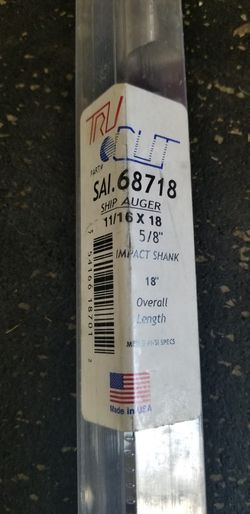 TRU
CUT
PART#
SAI.68718
SHIP AUGER
11/16 X 18
5/8"
IMPACT SHANK
18"
Overall
Length
Made in USA